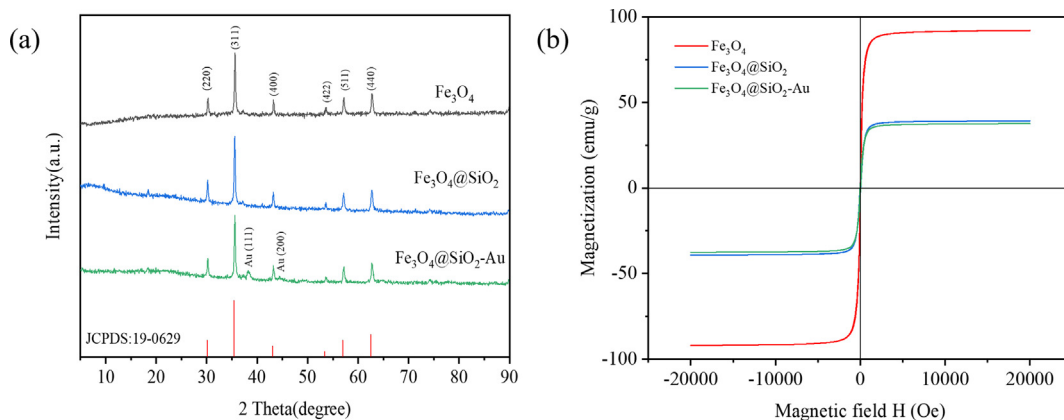 (a)
Intensity(a.u.)
(220)
(311)
(400)
(422)
(511)
(440)
Fe₃O₄
Fe₃O₄@SiO₂
Au (111)
Au (200)
Fe₃O₄@SiO₂-Au
JCPDS:19-0629
10 20 30 40 50 60 70 80 90
2 Theta(degree)
(b)
Magnetization (emu/g)
100
50
0
-50
-100
Fe₃O₄
Fe₃O₄@SiO₂
Fe₃O₄@SiO₂-Au
-20000 -10000 0 10000 20000
Magnetic field H (Oe)